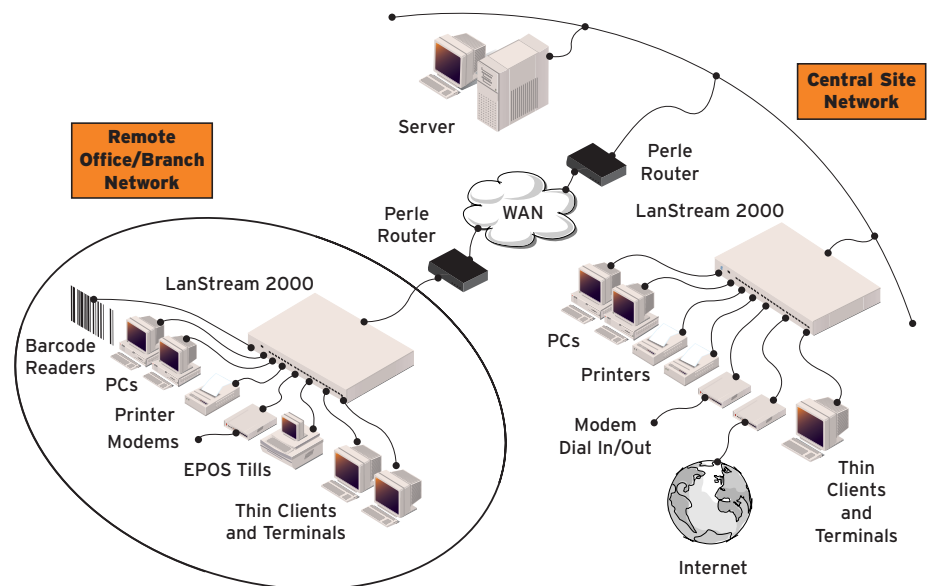 Server
Central Site
Network
Remote
Office/Branch
Network
Perle
Router
WAN
LanStream 2000
Perle
Router
LanStream 2000
Barcode
Readers
PCs
Printer
Modems
EPOS Tills
Thin Clients
and Terminals
PCs
Printers
Modem
Dial In/Out
Internet
Thin
Clients
and
Terminals